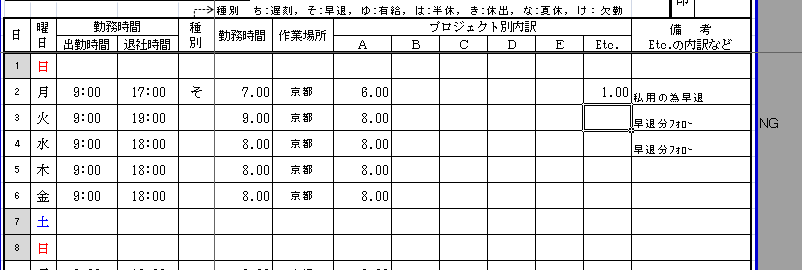 種別　ち:遅刻, そ:早退, ゆ:有給, は:半休, き:休出, な:夏休, け:欠勤
印
日 曜日 勤務時間 種別 勤務時間 作業場所 プロジェクト別内訳 備　考
出勤時間 退社時間 A B C D E Etc. Etc.の内訳など
1 日
2 月 9:00 17:00 そ 7.00 京都 6.00 1.00 私用の為早退
3 火 9:00 19:00 9.00 京都 8.00 早退分ﾌｫﾛｰ NG
4 水 9:00 18:00 8.00 京都 8.00 早退分ﾌｫﾛｰ
5 木 9:00 18:00 8.00 京都 8.00
6 金 9:00 18:00 8.00 京都 8.00
7 土
8 日